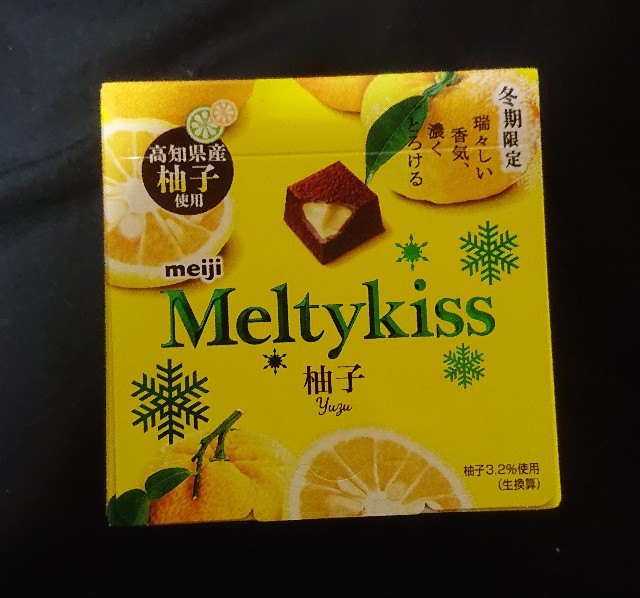 冬期限定
瑞々しい
香気、
濃く
とろける
高知県産
柚子
使用
meiji
Meltykiss
柚子
Yuzu
柚子3.2%使用
(生換算)